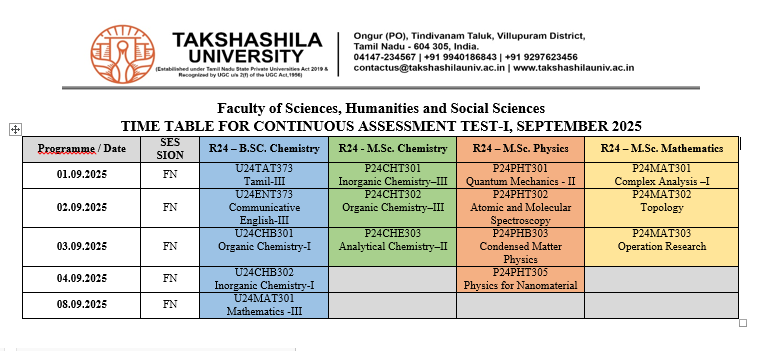 TAKSHASHILA
UNIVERSITY
(Established under Tamil Nadu State Private Universities Act 2019 &
Recognized by UGC u/s 2(f) of the UGC Act,1956)
Ongur (PO), Tindivanam Taluk, Villupuram District,
Tamil Nadu - 604 305, India.
04147-234567 | +91 9940186843 | +91 9297623456
contactus@takshashilauniv.ac.in | www.takshashilauniv.ac.in
Faculty of Sciences, Humanities and Social Sciences
TIME TABLE FOR CONTINUOUS ASSESSMENT TEST-I, SEPTEMBER 2025
Programme / Date
SES
SION
R24 – B.SC. Chemistry
R24 - M.Sc. Chemistry
R24 – M.Sc. Physics
R24 – M.Sc. Mathematics
01.09.2025
FN
U24TAT373
Tamil-III
P24CHT301
Inorganic Chemistry–III
P24PHT301
Quantum Mechanics - II
P24MAT301
Complex Analysis –I
02.09.2025
FN
U24ENT373
Communicative
English-III
P24CHT302
Organic Chemistry–III
P24PHT302
Atomic and Molecular
Spectroscopy
P24MAT302
Topology
03.09.2025
FN
U24CHB301
Organic Chemistry-I
P24CHE303
Analytical Chemistry–II
P24PHB303
Condensed Matter
Physics
P24MAT303
Operation Research
04.09.2025
FN
U24CHB302
Inorganic Chemistry-I
P24PHT305
Physics for Nanomaterial
08.09.2025
FN
U24MAT301
Mathematics -III